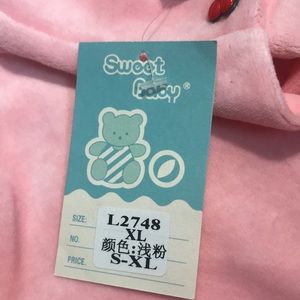 Sweet
baby®
SIZE:
NO:
PRICE:
L2748
XL
颜色:浅粉
S-XL